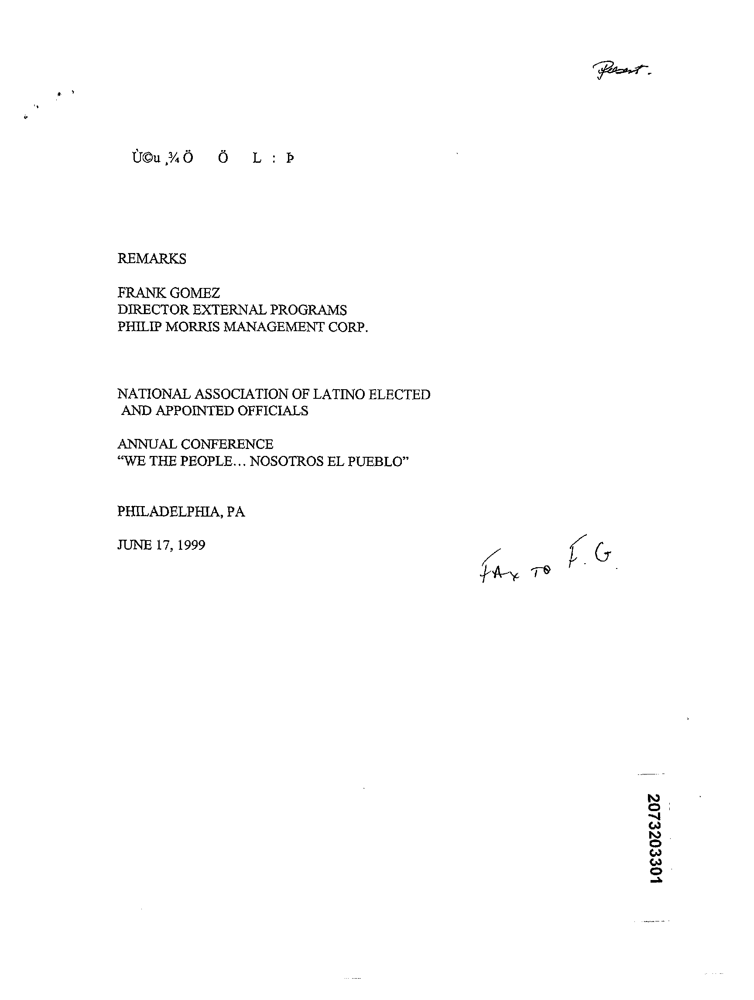 Ù©u ¸¾ Ö Ö L : Þ
REMARKS
FRANK GOMEZ
DIRECTOR EXTERNAL PROGRAMS
PHILIP MORRIS MANAGEMENT CORP.
NATIONAL ASSOCIATION OF LATINO ELECTED
AND APPOINTED OFFICIALS
ANNUAL CONFERENCE
“WE THE PEOPLE… NOSOTROS EL PUEBLO”
PHILADELPHIA, PA
JUNE 17, 1999
FAX TO F.G.
2073203301